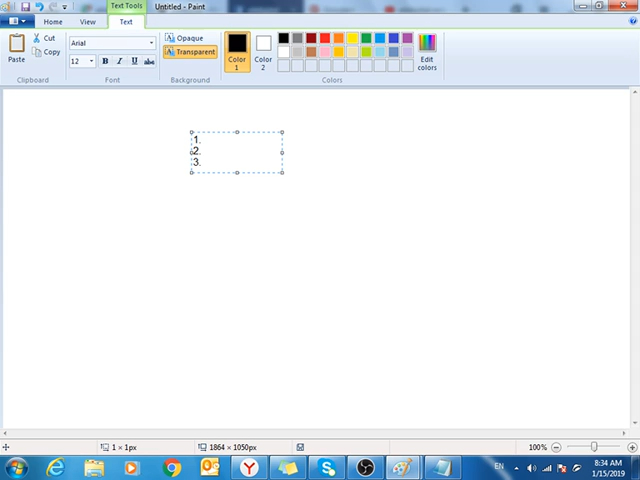 Text Tools
Untitled - Paint
Home
View
Text
Paste
Cut
Copy
Clipboard
Arial
12
B I U abc
Font
Opaque
Transparent
Background
Color 1
Color 2
Edit colors
Colors
1.
2.
3.
1 × 1px
1864 × 1050px
100%
EN
8:34 AM
1/15/2019